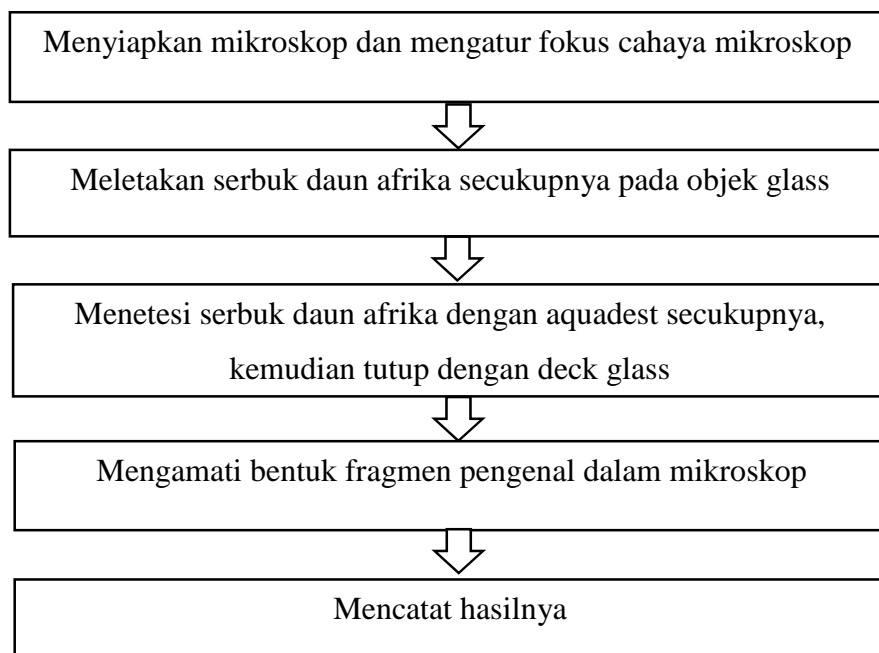 Menyiapkan mikroskop dan mengatur fokus cahaya mikroskop
Meletakan serbuk daun afrika secukupnya pada objek glass
Menetesi serbuk daun afrika dengan aquadest secukupnya,
kemudian tutup dengan deck glass
Mengamati bentuk fragmen pengenal dalam mikroskop
Mencatat hasilnya